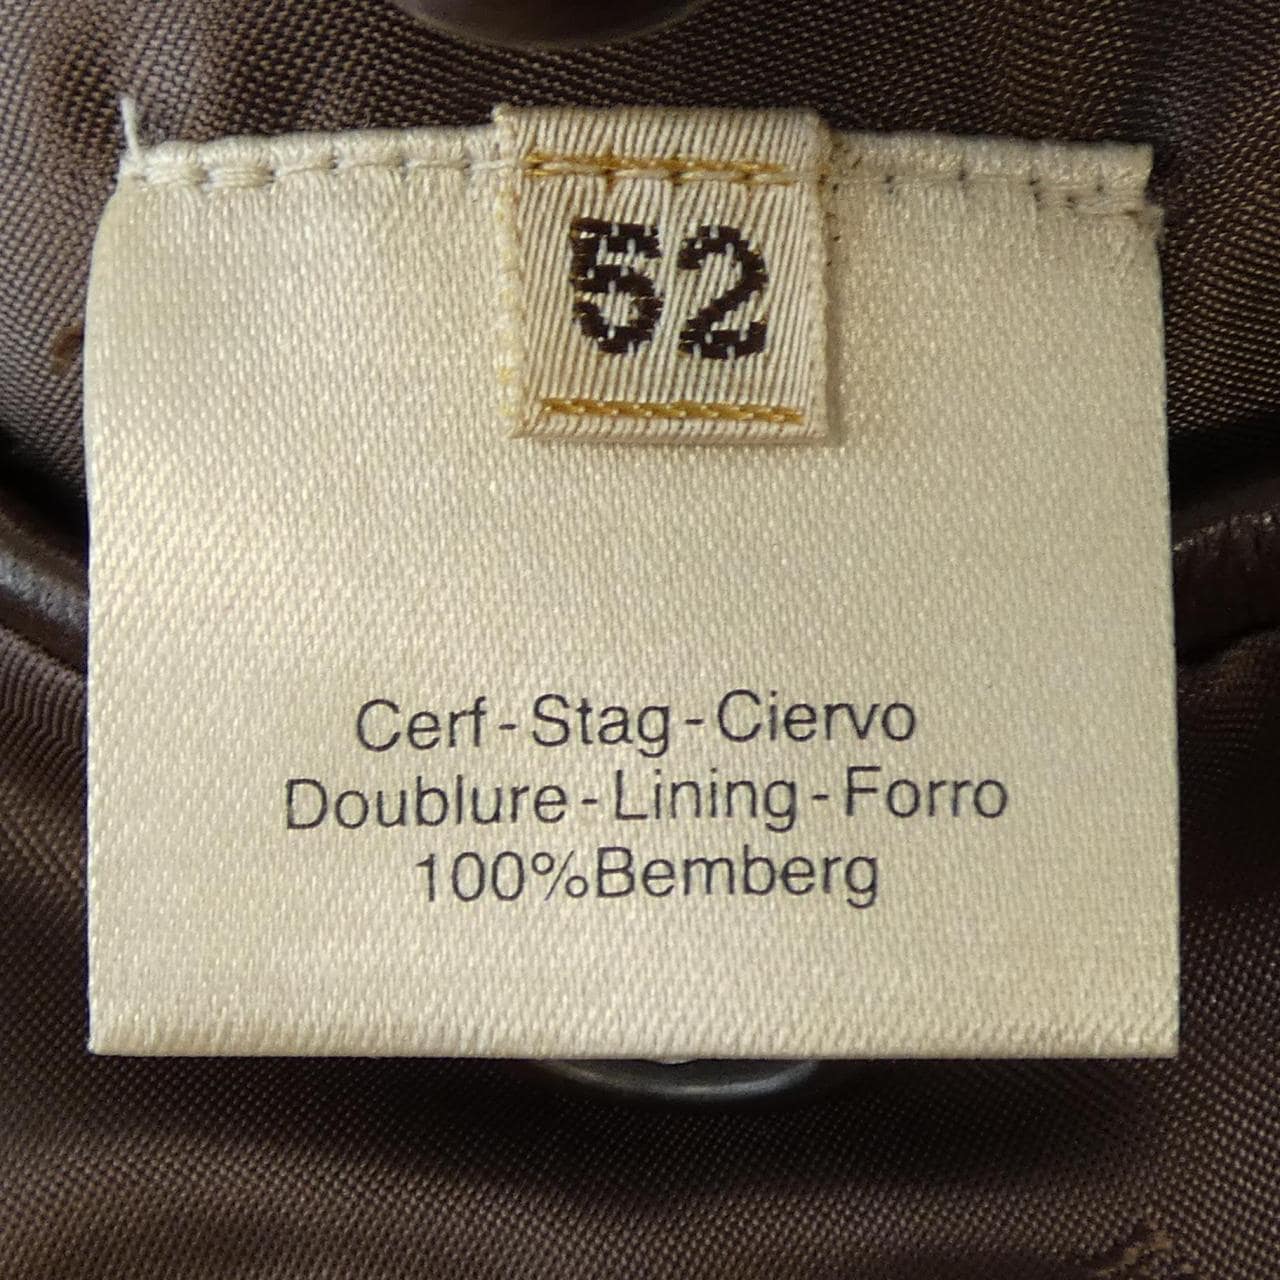 52
Cerf-Stag-Ciervo
Doublure-Lining-Forro
100%Bemberg